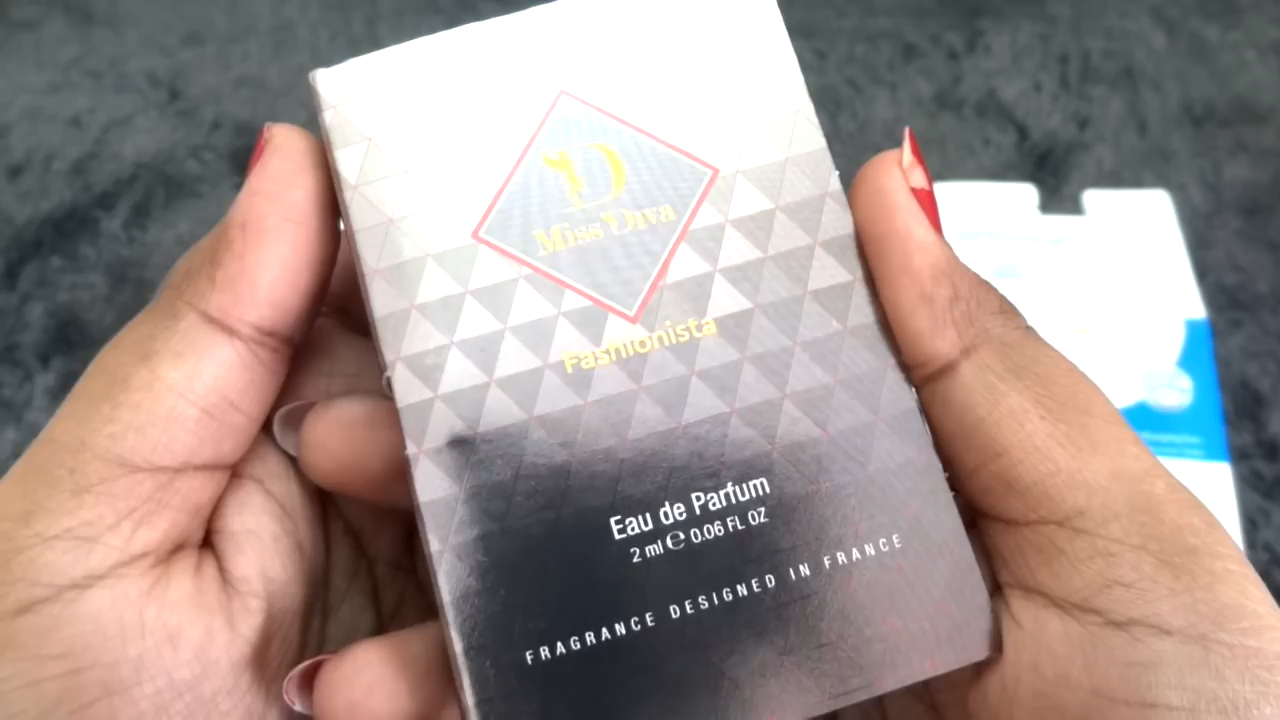 D
Miss Diva
Fashionista
Eau de Parfum
2 ml ℮ 0.06 FL OZ
FRAGRANCE DESIGNED IN FRANCE